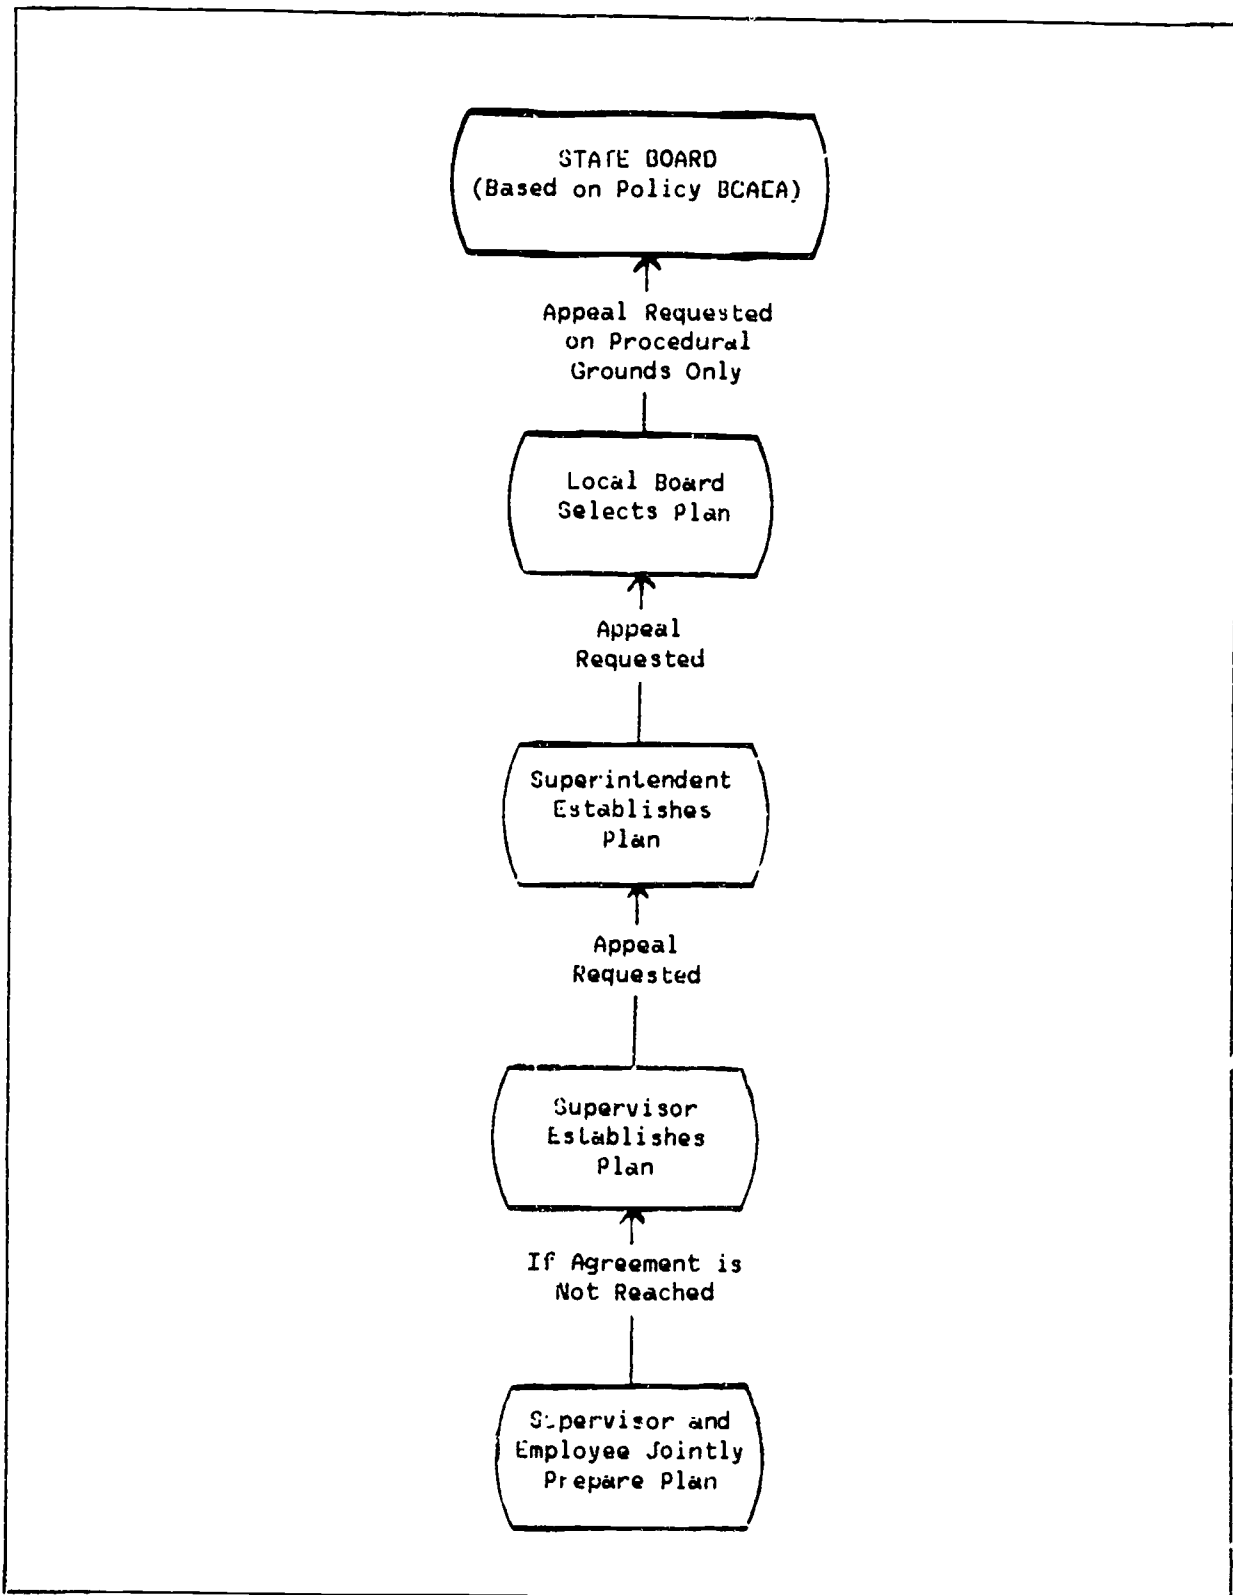 STATE BOARD
(Based on Policy BCAEA)
Appeal Requested
on Procedural
Grounds Only
Local Board
Selects Plan
Appeal
Requested
Superintendent
Establishes
Plan
Appeal
Requested
Supervisor
Establishes
Plan
If Agreement is
Not Reached
Supervisor and
Employee Jointly
Prepare Plan